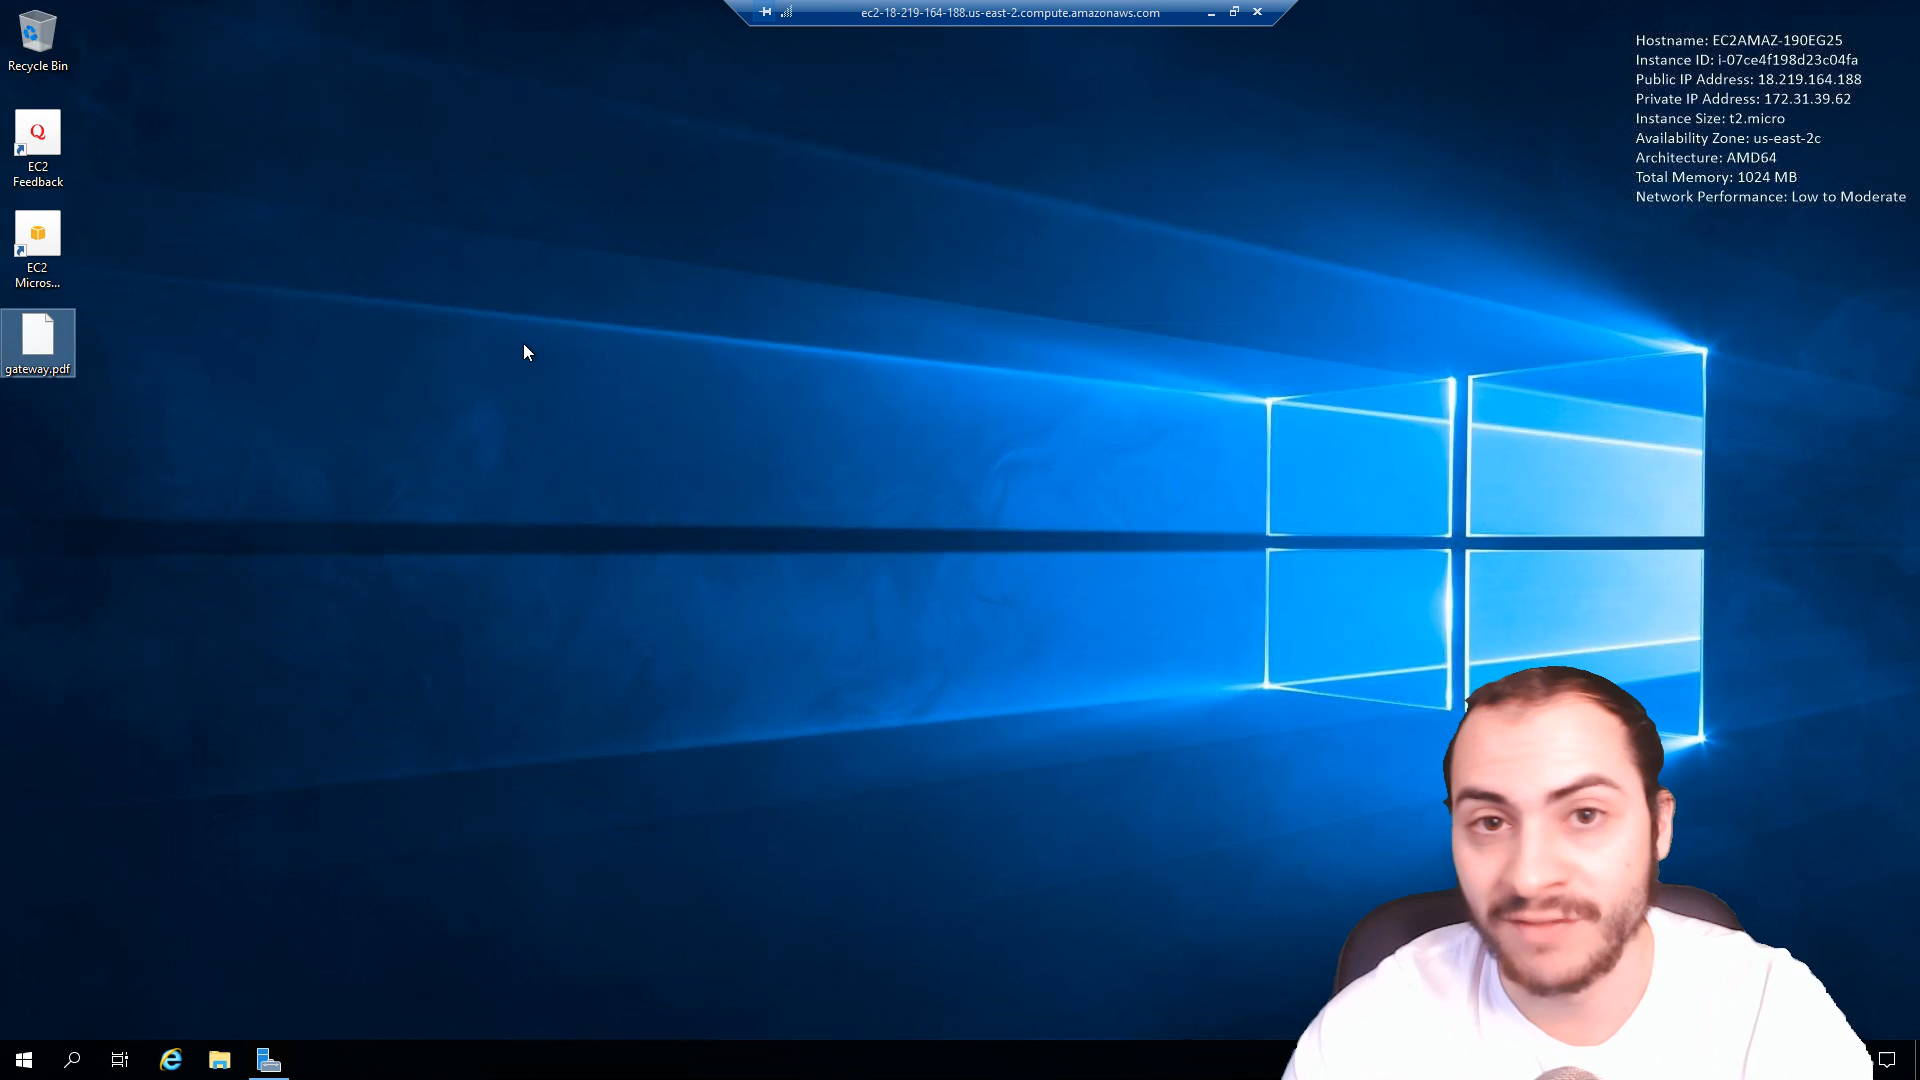 ec2-18-219-164-188.us-east-2.compute.amazonaws.com
Hostname: EC2AMAZ-190EG25
Instance ID: i-07ce4f198d23c04fa
Public IP Address: 18.219.164.188
Private IP Address: 172.31.39.62
Instance Size: t2.micro
Availability Zone: us-east-2c
Architecture: AMD64
Total Memory: 1024 MB
Network Performance: Low to Moderate
Recycle Bin
Q
EC2
Feedback
EC2
Micros...
gateway.pdf